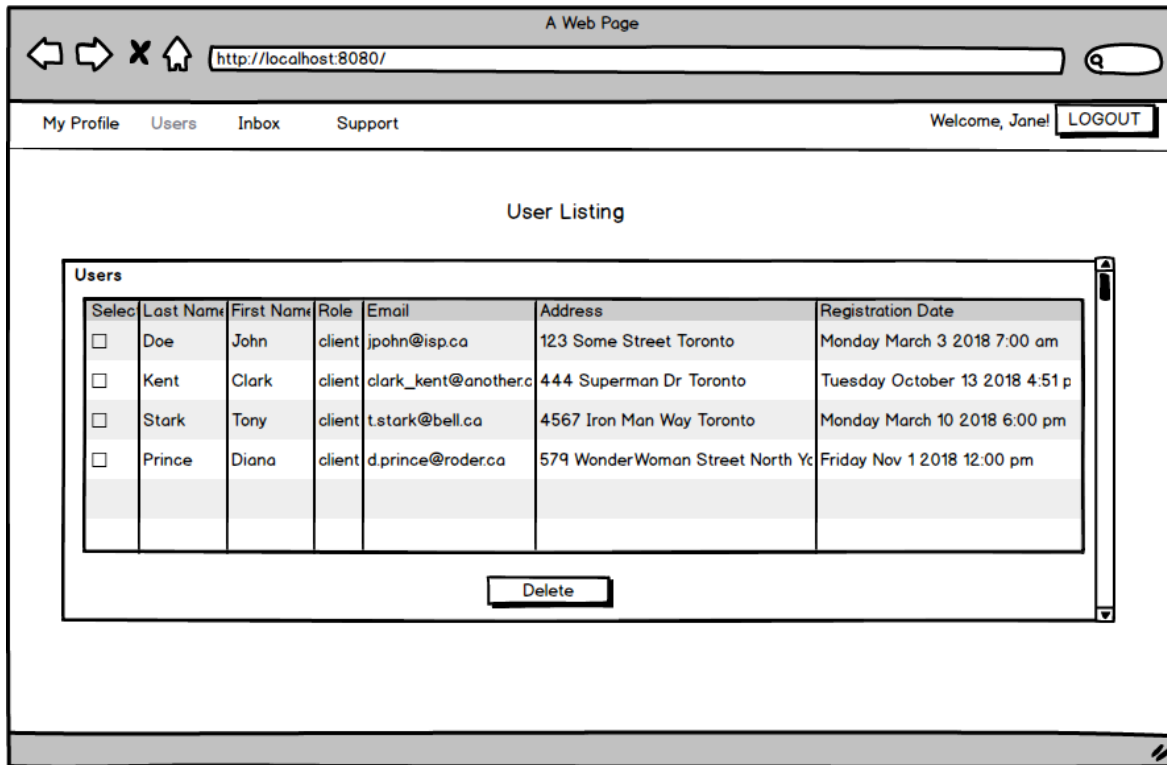 A Web Page
http://localhost:8080/
My Profile Users Inbox Support Welcome, Jane! LOGOUT
User Listing
Users
Selec Last Name First Name Role Email Address Registration Date
Doe John client jpohn@isp.ca 123 Some Street Toronto Monday March 3 2018 7:00 am
Kent Clark client clark_kent@another.c 444 Superman Dr Toronto Tuesday October 13 2018 4:51 p
Stark Tony client t.stark@bell.ca 4567 Iron Man Way Toronto Monday March 10 2018 6:00 pm
Prince Diana client d.prince@roder.ca 579 WonderWoman Street North Yo Friday Nov 1 2018 12:00 pm
Delete